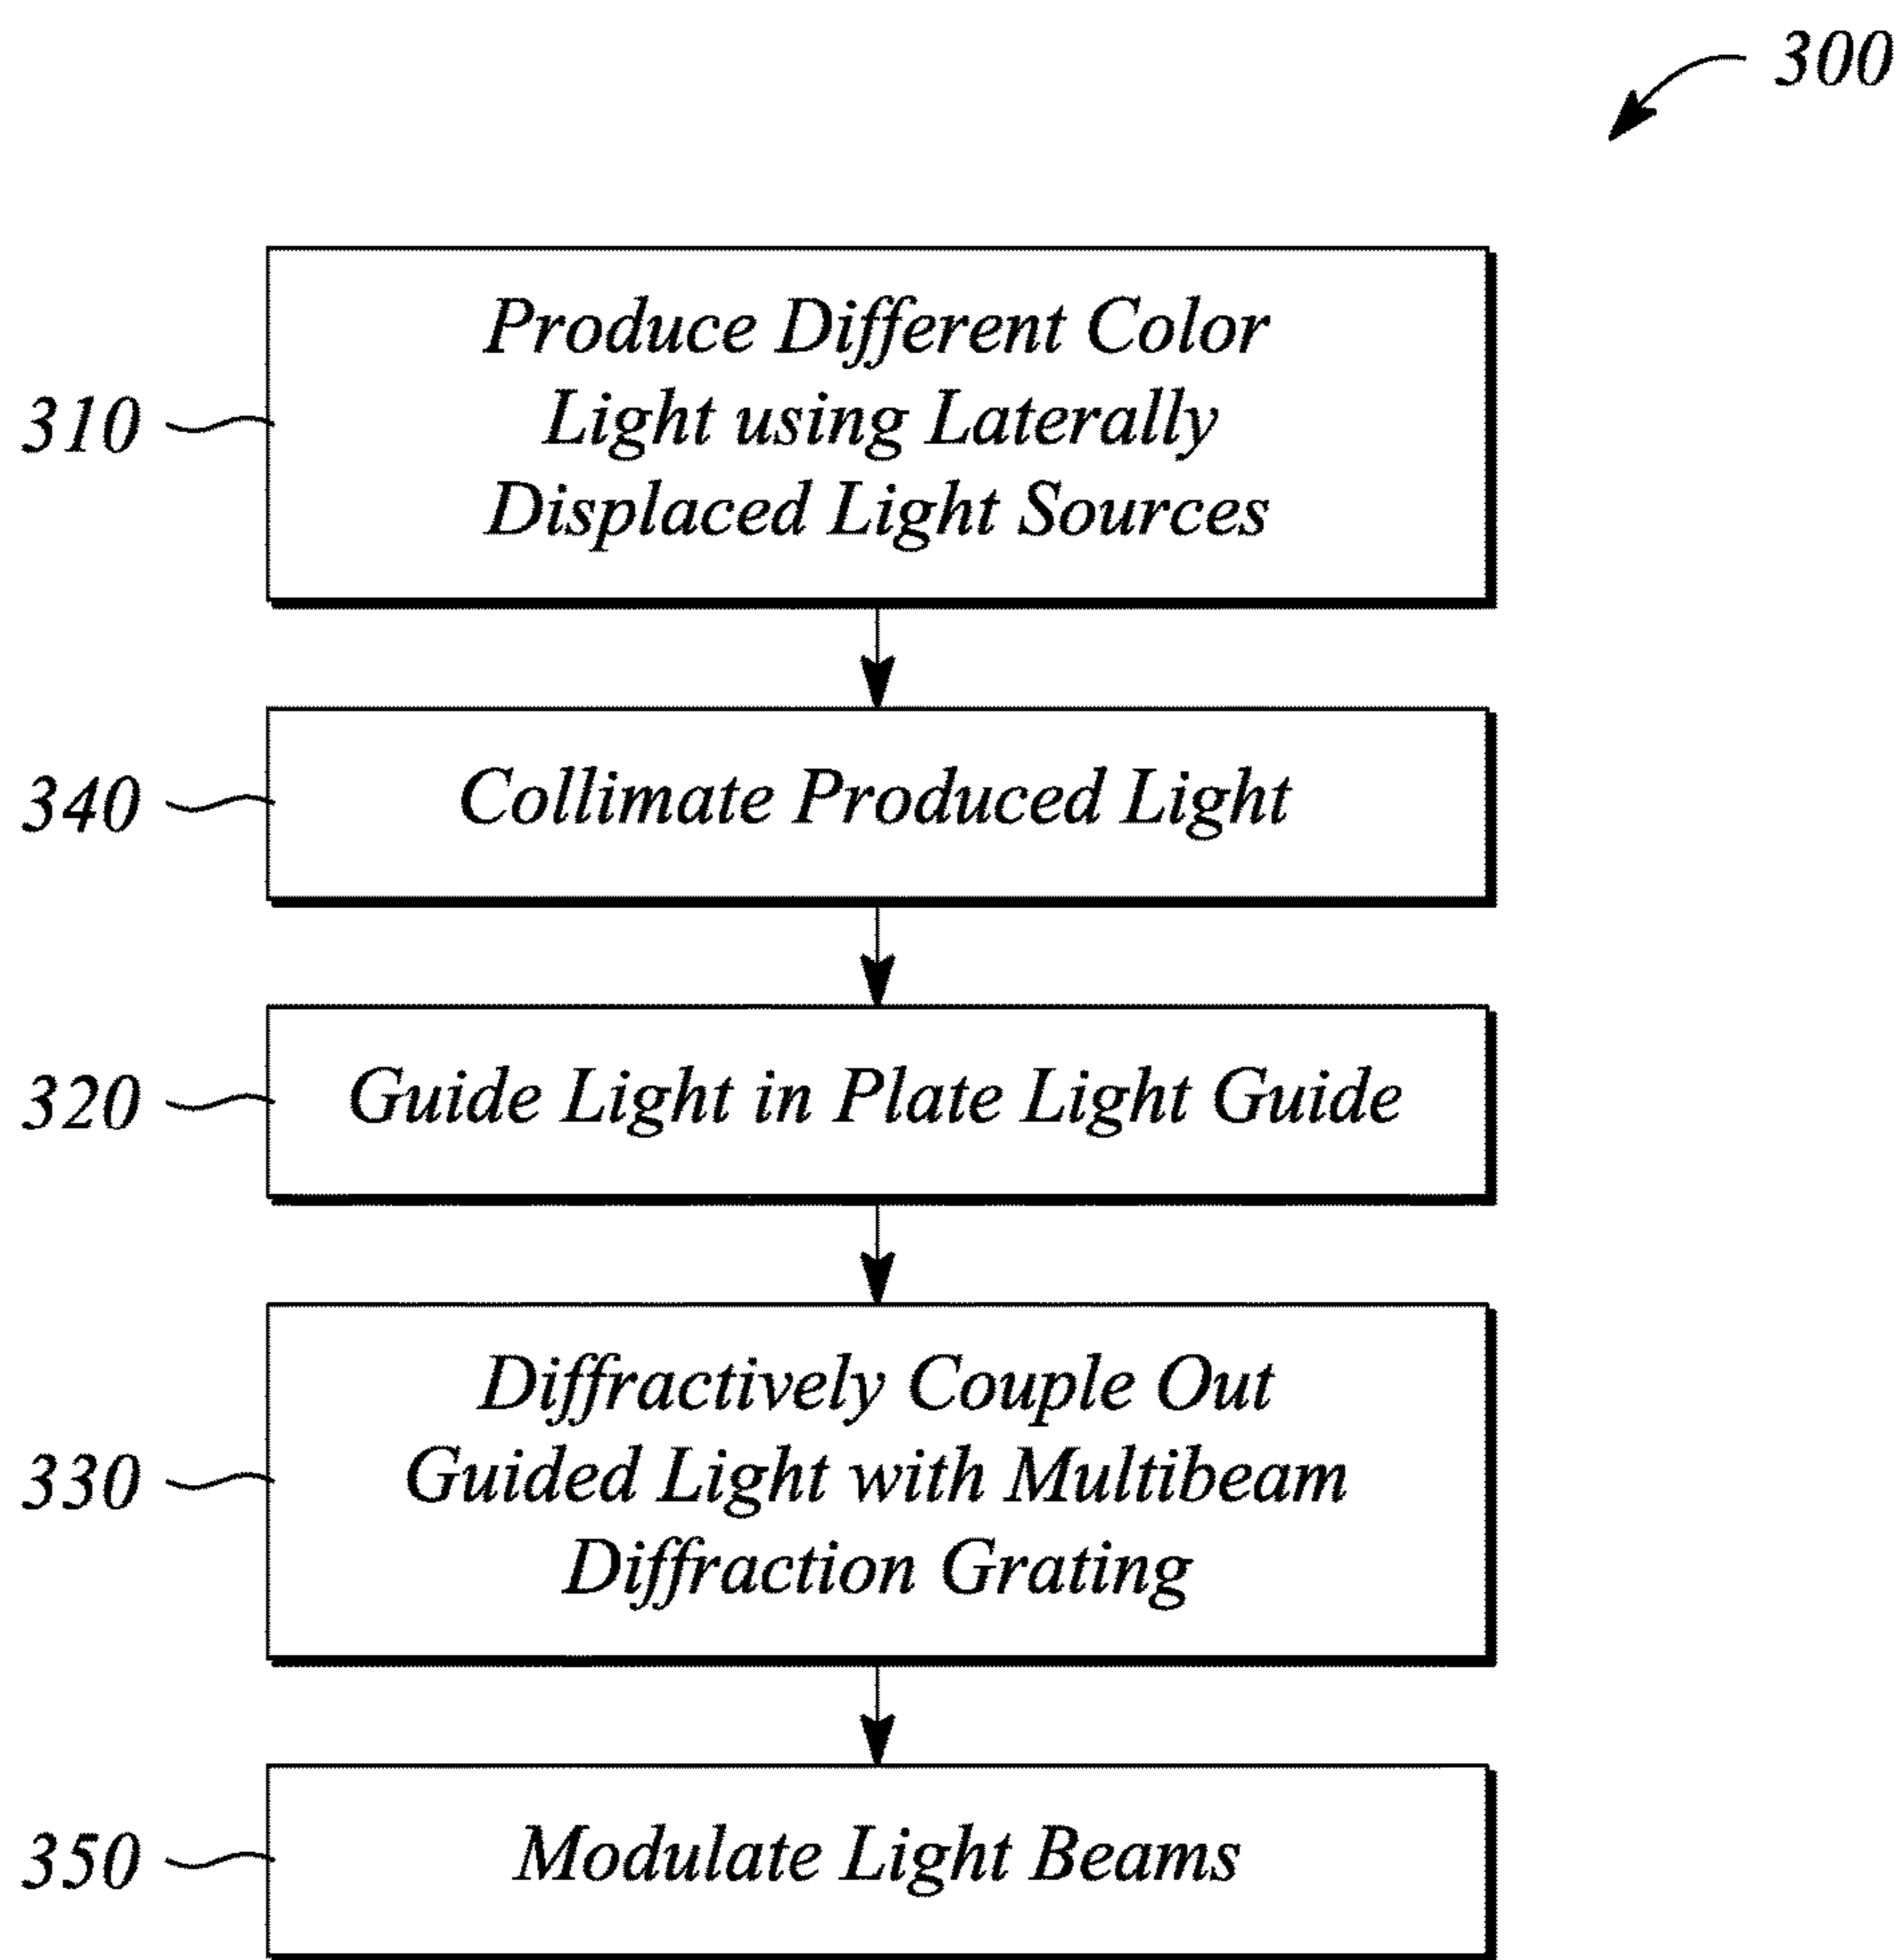 300
310
Produce Different Color
Light using Laterally
Displaced Light Sources
340
Collimate Produced Light
320
Guide Light in Plate Light Guide
330
Diffractively Couple Out
Guided Light with Multibeam
Diffraction Grating
350
Modulate Light Beams